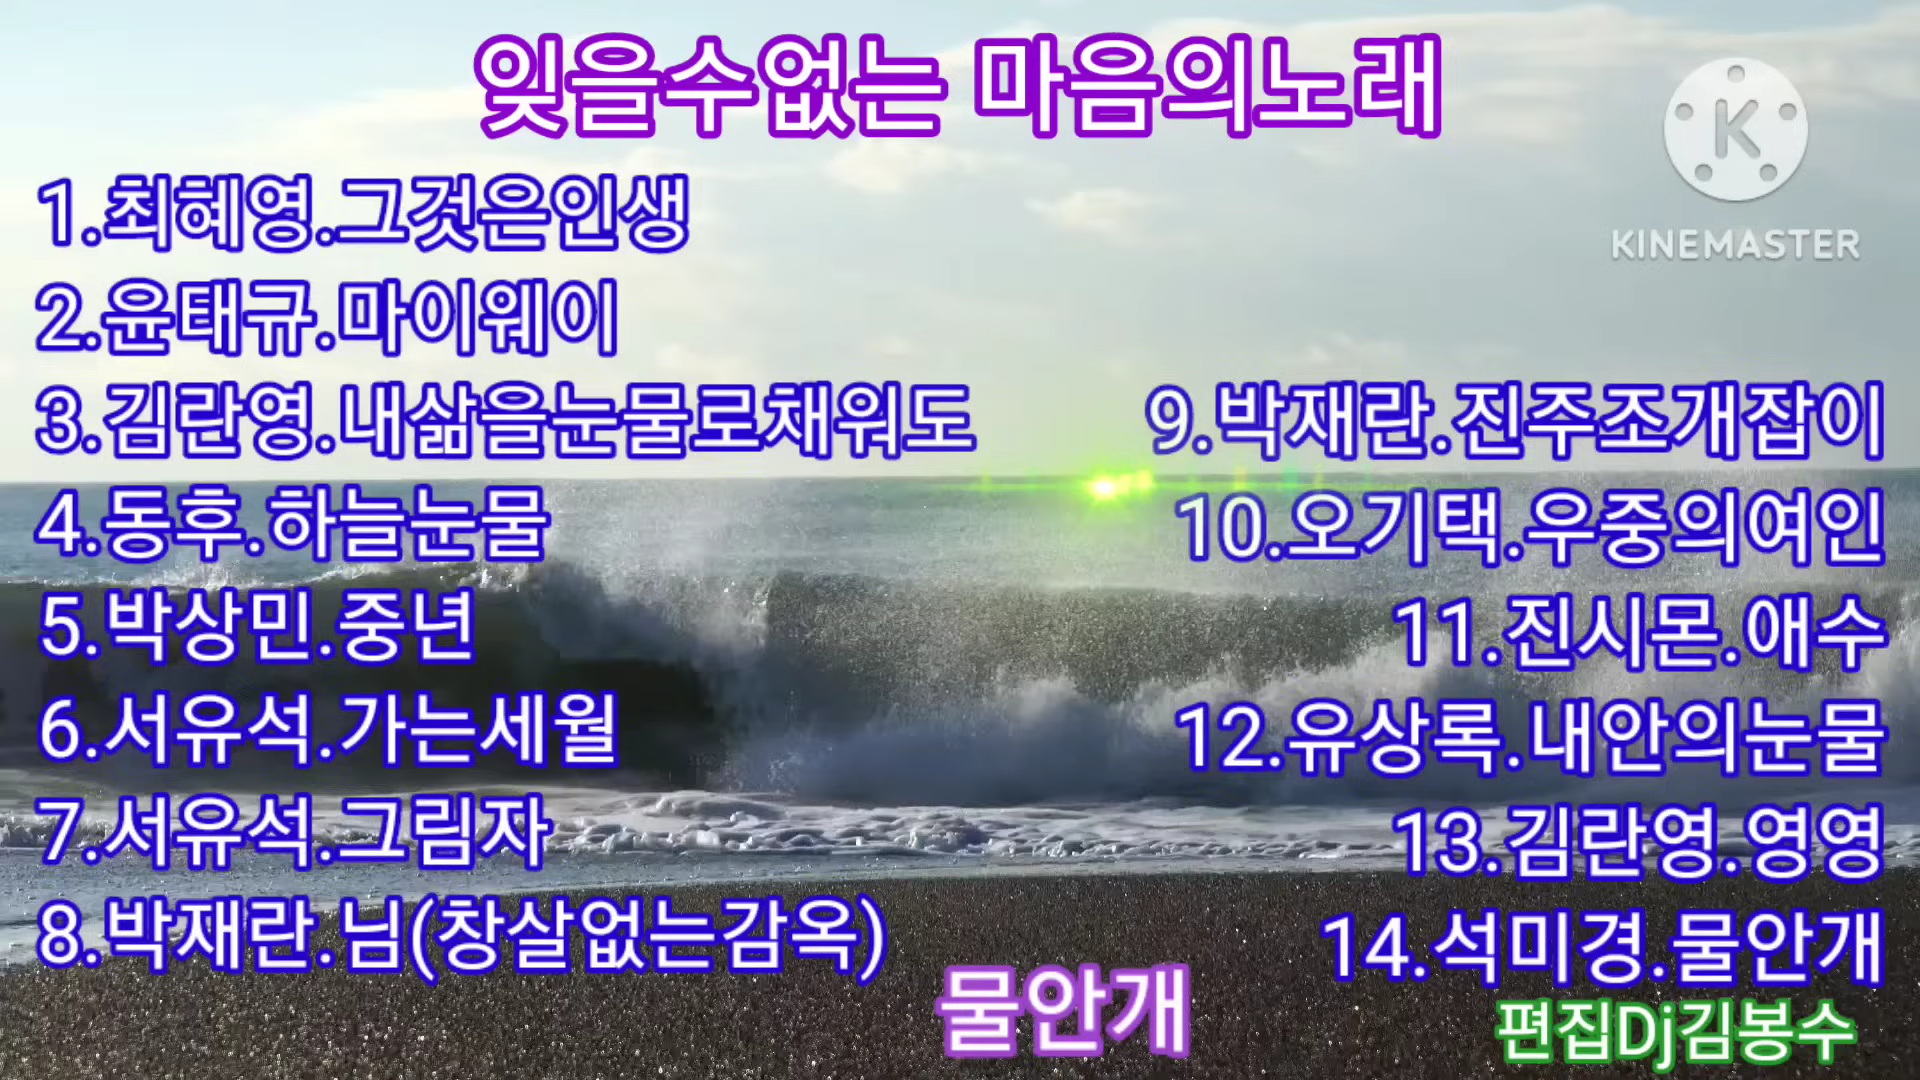 잊을수없는 마음의노래
KINEMASTER
1.최혜영.그것은인생
2.윤태규.마이웨이
3.김란영.내삶을눈물로채워도
4.동후.하늘눈물
5.박상민.중년
6.서유석.가는세월
7.서유석.그림자
8.박재란.님(창살없는감옥)
9.박재란.진주조개잡이
10.오기택.우중의여인
11.진시몬.애수
12.유상록.내안의눈물
13.김란영.영영
14.석미경.물안개
물안개
편집Dj김봉수